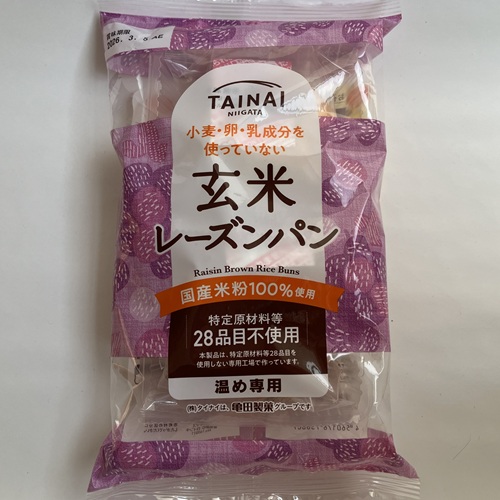 賞味期限
TAINAI
NIIGATA
小麦・卵・乳成分を
使っていない
玄米
レーズンパン
Raisin Brown Rice Buns
国産米粉100%使用
特定原材料等
28品目不使用
本製品は、特定原材料等28品目を
使用しない専用工場で作っています。
温め専用
(株)タイナイは、亀田製菓グループです